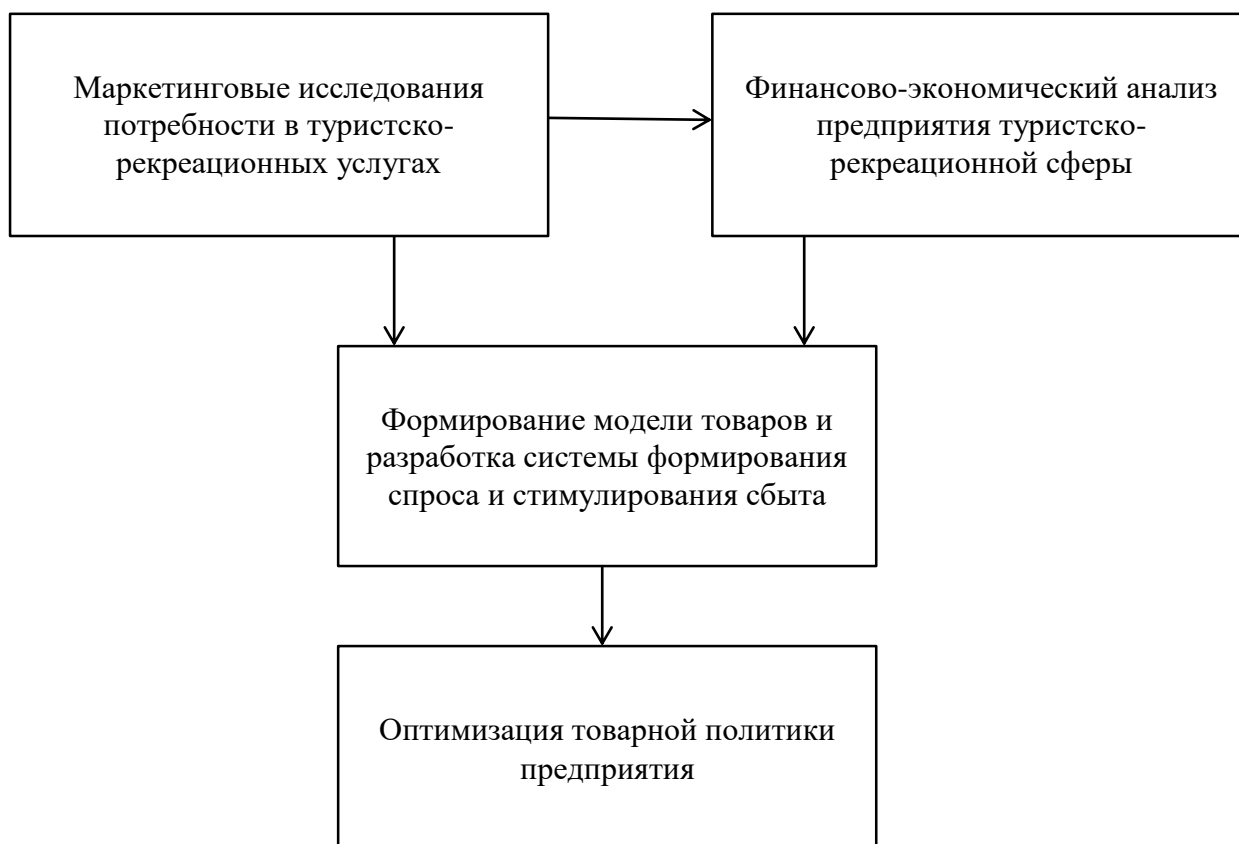 Маркетинговые исследования
потребности в туристско-
рекреационных услугах
Финансово-экономический анализ
предприятия туристско-
рекреационной сферы
Формирование модели товаров и
разработка системы формирования
спроса и стимулирования сбыта
Оптимизация товарной политики
предприятия